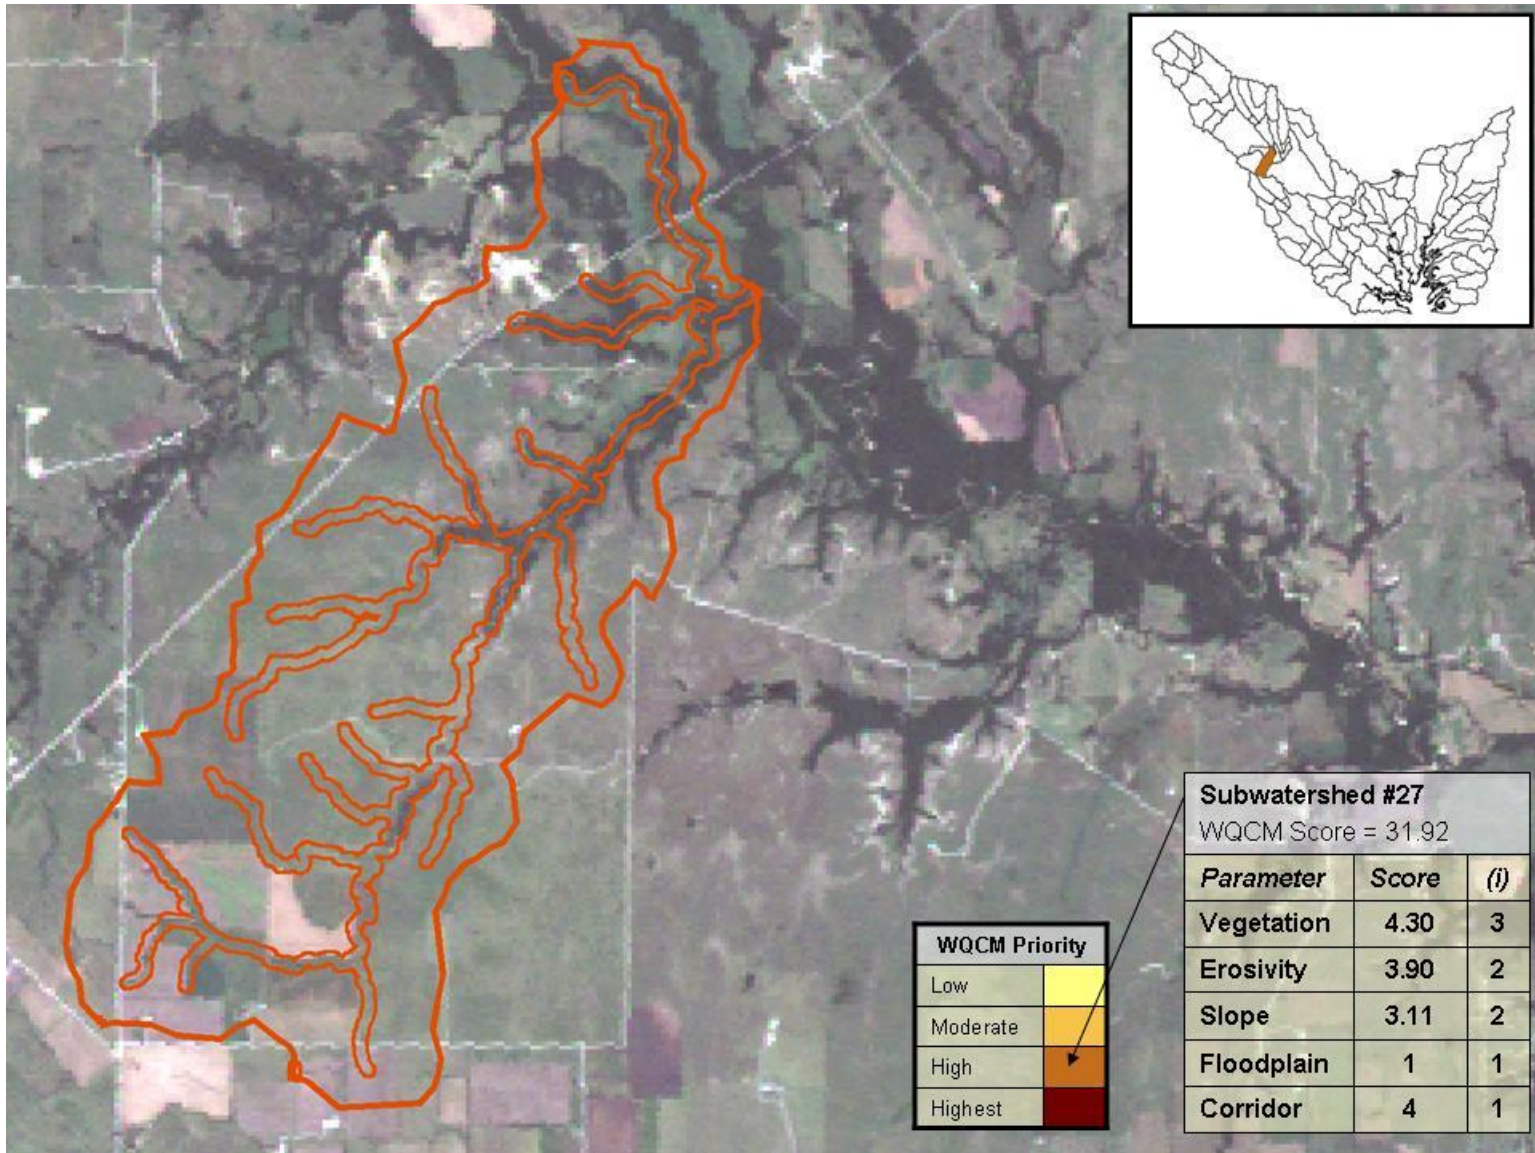 Subwatershed #27
WQCM Score = 31.92
Parameter Score (i)
Vegetation 4.30 3
Erosivity 3.90 2
Slope 3.11 2
Floodplain 1 1
Corridor 4 1
WQCM Priority
Low
Moderate
High
Highest